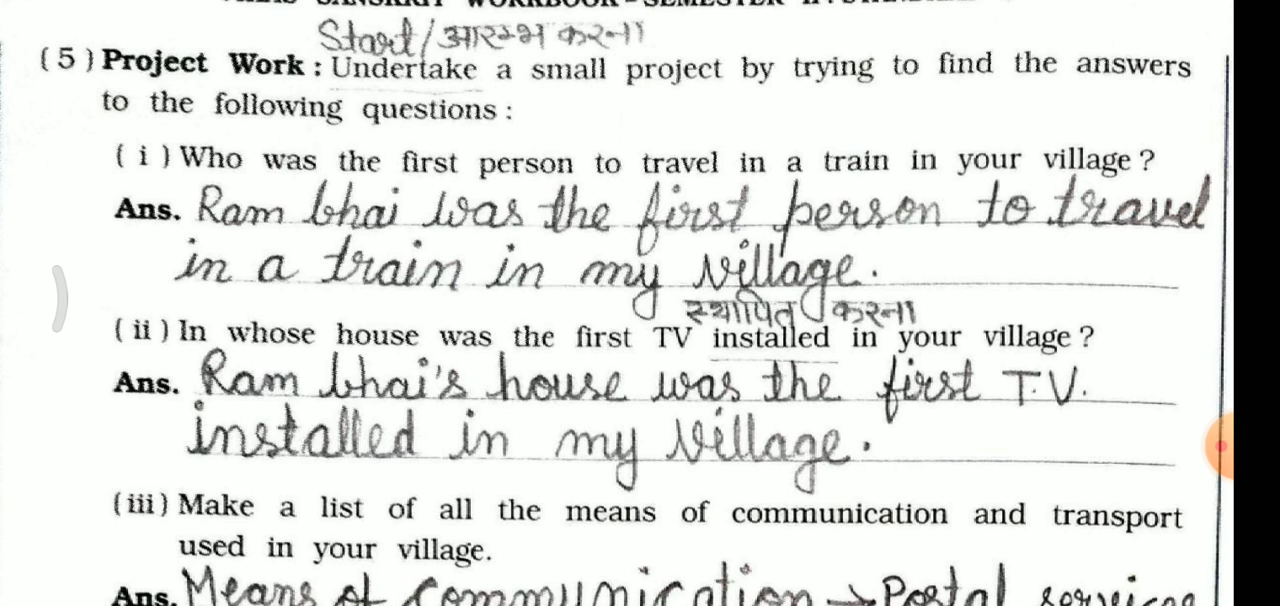 Start/आरम्भ करना
(5) Project Work : Undertake a small project by trying to find the answers
to the following questions :
(i) Who was the first person to travel in a train in your village ?
Ans. Ram bhai was the first person to travel
in a train in my village.
स्थापित करना
(ii) In whose house was the first TV installed in your village ?
Ans. Ram bhai's house was the first T.V.
installed in my village.
(iii) Make a list of all the means of communication and transport
used in your village.
Ans. Means of Communication → Postal services